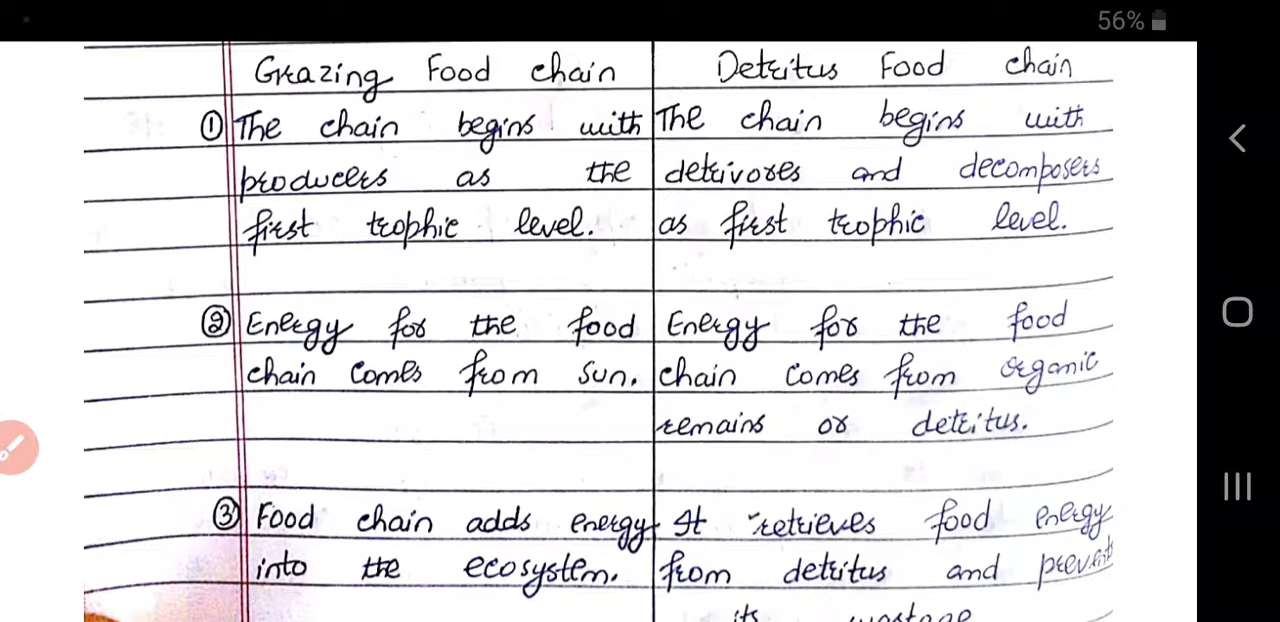 56%
Grazing Food chain
Detritus Food chain
① The chain begins with
producers as the
first trophic level.
The chain begins with
detrivores and decomposers
as first trophic level.
② Energy for the food
chain comes from sun.
Energy for the food
chain comes from organic
remains or detritus.
③ Food chain adds energy
into the ecosystem.
It retrieves food energy
from detritus and prevents
its wastage